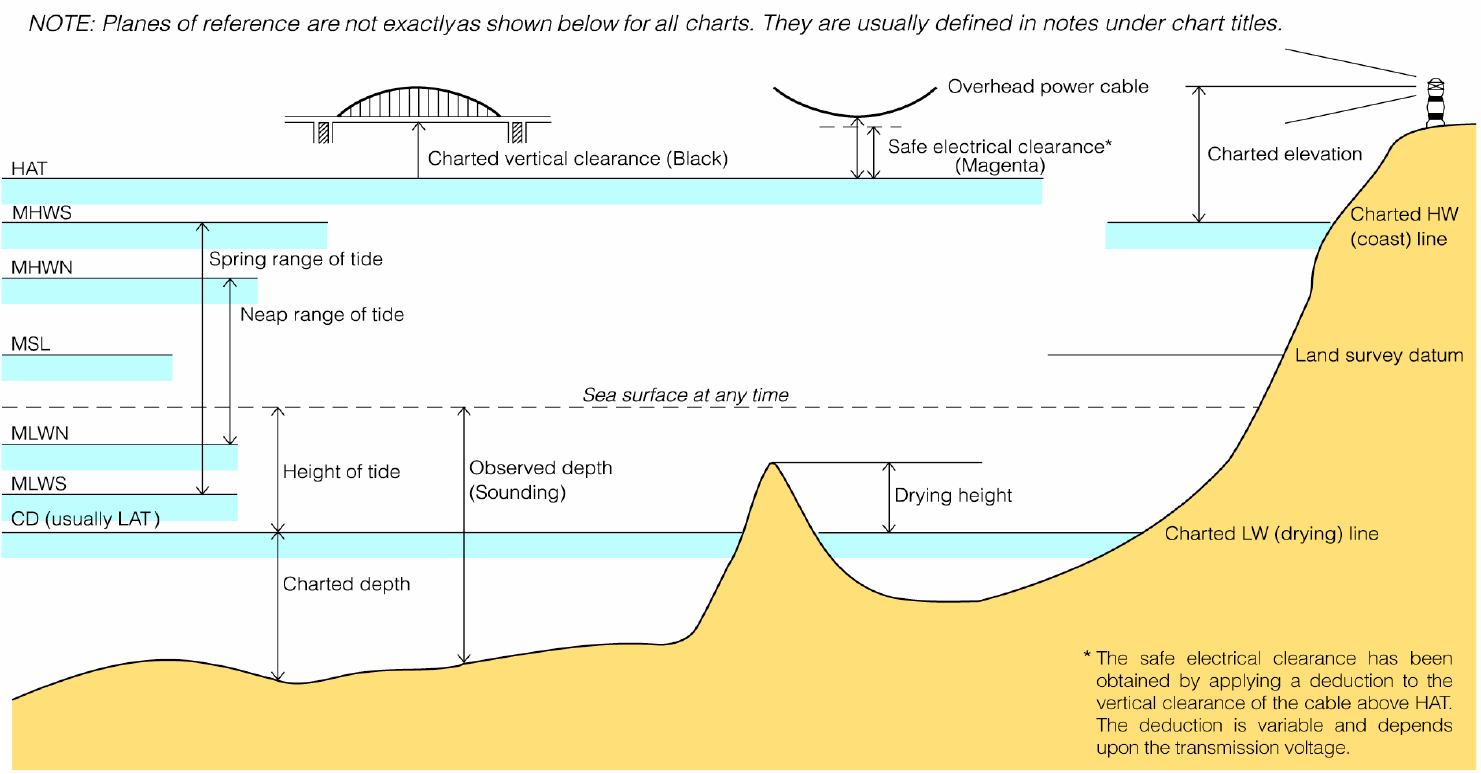 NOTE: Planes of reference are not exactlyas shown below for all charts. They are usually defined in notes under chart titles.
Overhead power cable
Charted vertical clearance (Black)
Safe electrical clearance*
(Magenta)
Charted elevation
HAT
MHWS
Charted HW
(coast) line
Spring range of tide
MHWN
Neap range of tide
MSL
Land survey datum
Sea surface at any time
MLWN
Height of tide
Observed depth
(Sounding)
Drying height
MLWS
CD (usually LAT)
Charted LW (drying) line
Charted depth
* The safe electrical clearance has been
obtained by applying a deduction to the
vertical clearance of the cable above HAT.
The deduction is variable and depends
upon the transmission voltage.